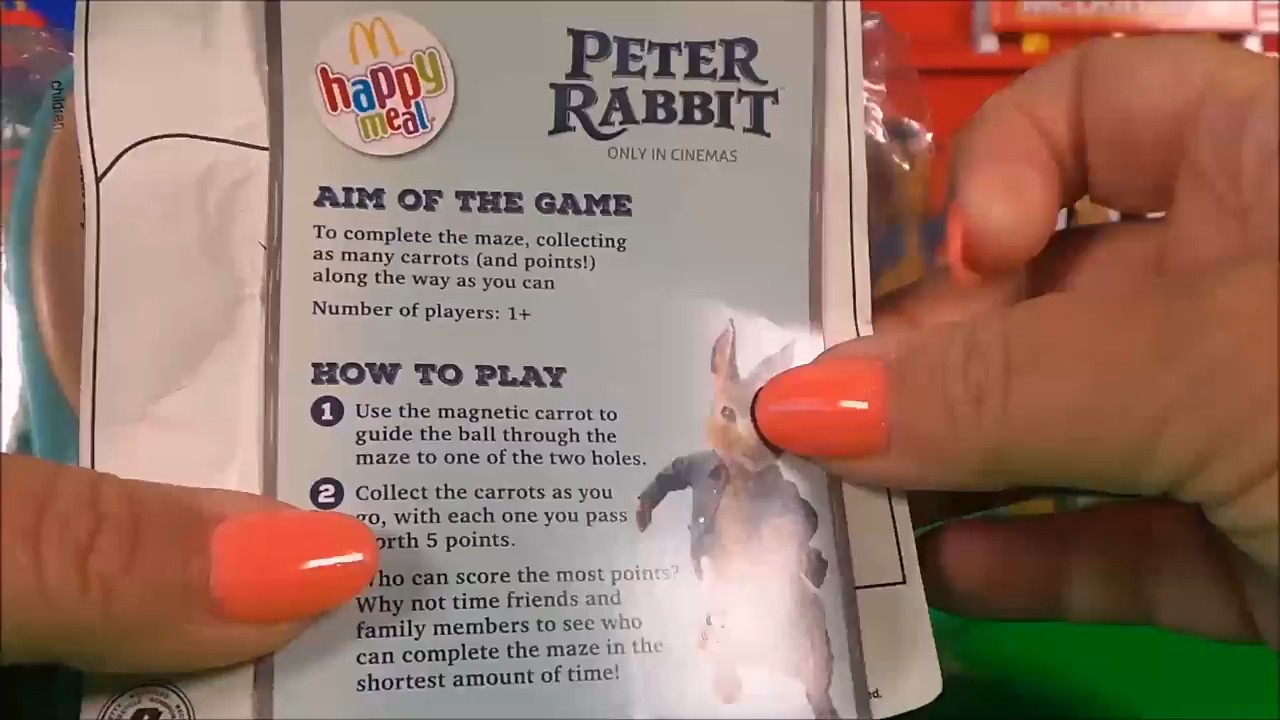 happy
meal
PETER
RABBIT
ONLY IN CINEMAS
AIM OF THE GAME
To complete the maze, collecting
as many carrots (and points!)
along the way as you can
Number of players: 1+
HOW TO PLAY
1 Use the magnetic carrot to
guide the ball through the
maze to one of the two holes.
2 Collect the carrots as you
go, with each one you pass
orth 5 points.
Who can score the most points?
Why not time friends and
family members to see who
can complete the maze in the
shortest amount of time!
children